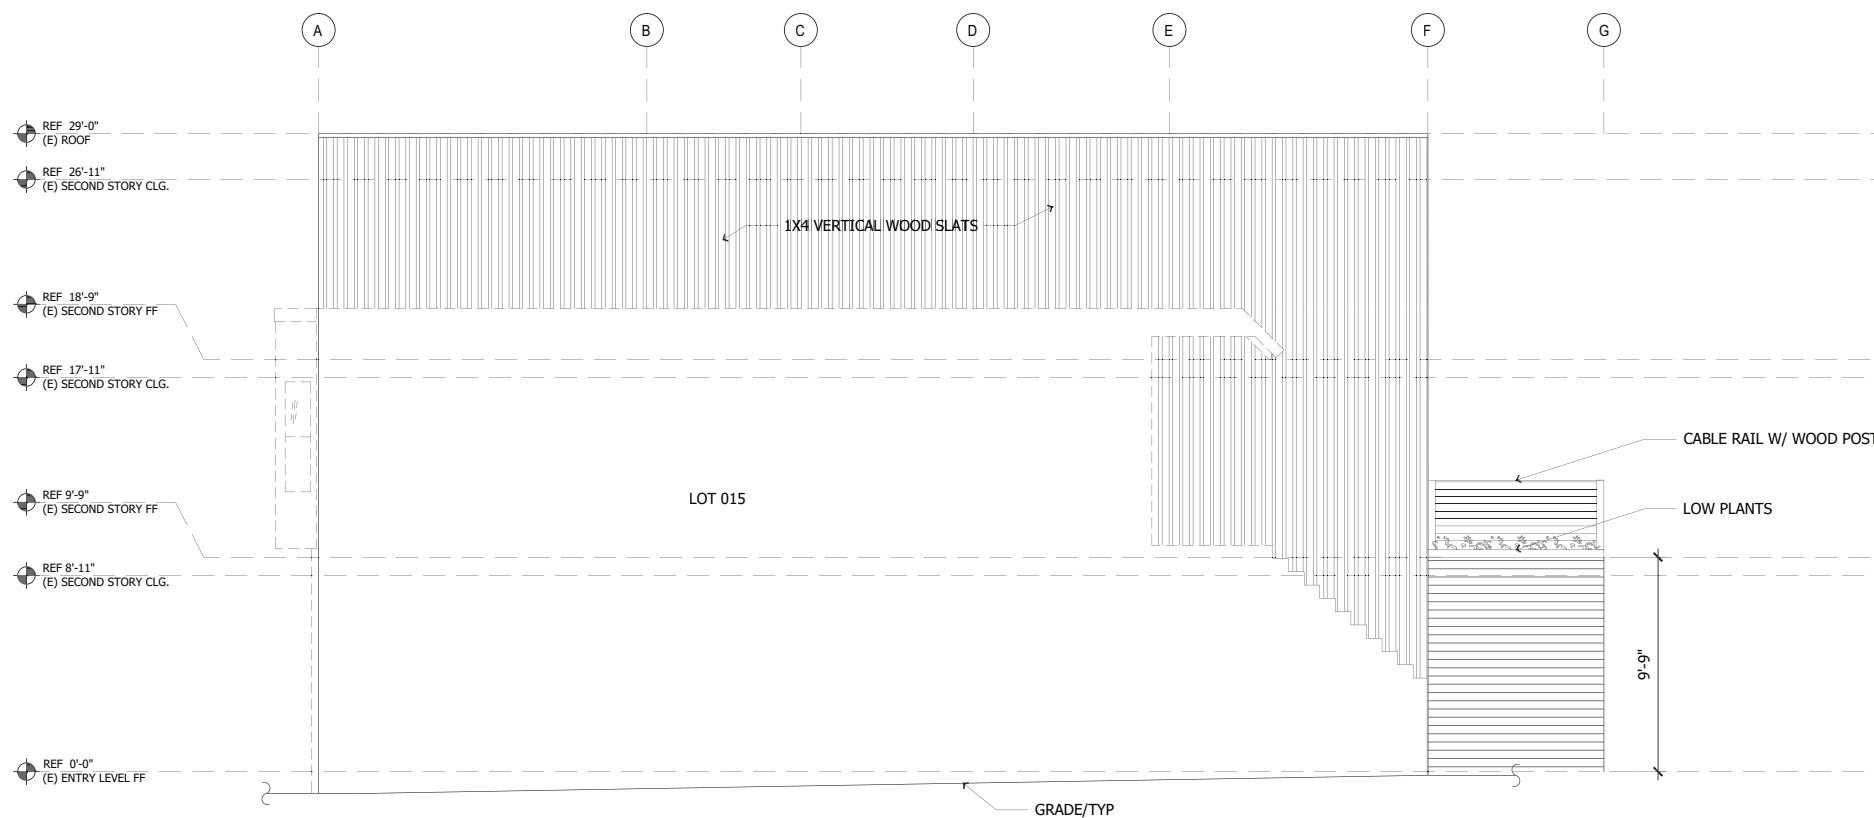 A B C D E F G
REF 29'-0"
(E) ROOF
REF 26'-11"
(E) SECOND STORY CLG.
1X4 VERTICAL WOOD SLATS
REF 18'-9"
(E) SECOND STORY FF
REF 17'-11"
(E) SECOND STORY CLG.
CABLE RAIL W/ WOOD POST
REF 9'-9"
(E) SECOND STORY FF
LOT 015
LOW PLANTS
REF 8'-11"
(E) SECOND STORY CLG.
9'-9"
REF 0'-0"
(E) ENTRY LEVEL FF
GRADE/TYP